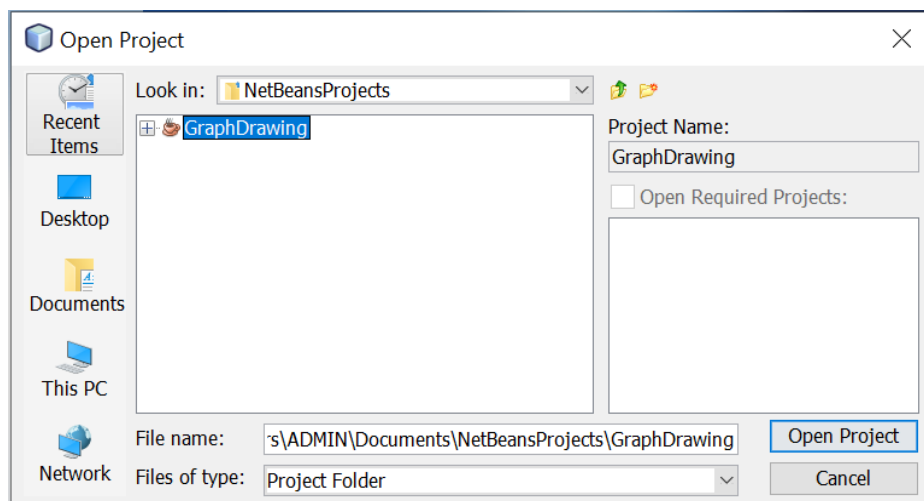 Open Project
Look in: NetBeansProjects
Recent
Items
Desktop
Documents
This PC
Network
GraphDrawing
Project Name:
GraphDrawing
Open Required Projects:
File name: s\ADMIN\Documents\NetBeansProjects\GraphDrawing
Files of type: Project Folder
Open Project
Cancel